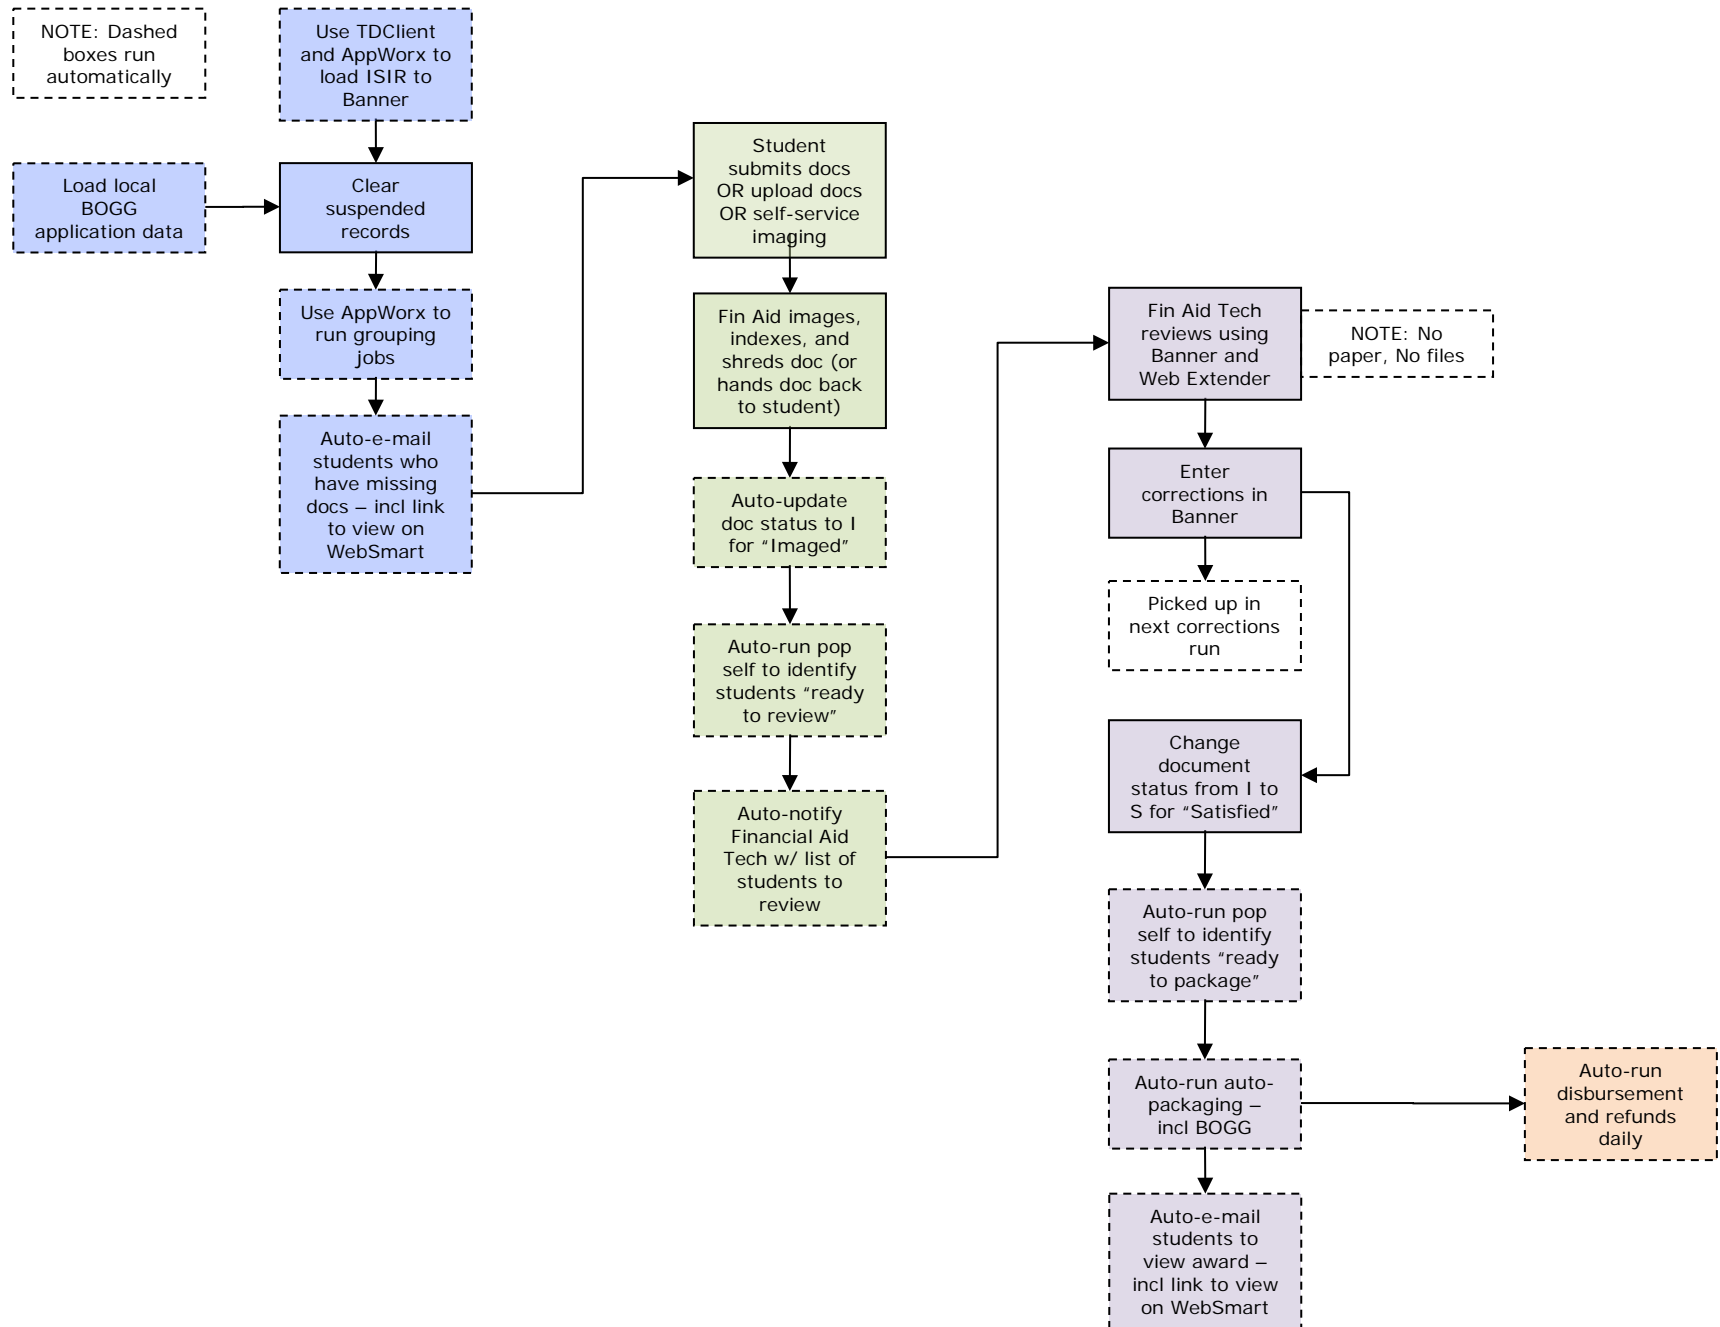 NOTE: Dashed
boxes run
automatically
Use TDClient
and AppWorx to
load ISIR to
Banner
Load local
BOGG
application data
Clear
suspended
records
Use AppWorx to
run grouping
jobs
Auto-e-mail
students who
have missing
docs – incl link
to view on
WebSmart
Student
submits docs
OR upload docs
OR self-service
imaging
Fin Aid images,
indexes, and
shreds doc (or
hands doc back
to student)
Auto-update
doc status to I
for “Imaged”
Auto-run pop
self to identify
students “ready
to review”
Auto-notify
Financial Aid
Tech w/ list of
students to
review
Fin Aid Tech
reviews using
Banner and
Web Extender
NOTE: No
paper, No files
Enter
corrections in
Banner
Picked up in
next corrections
run
Change
document
status from I to
S for “Satisfied”
Auto-run pop
self to identify
students “ready
to package”
Auto-run auto-
packaging –
incl BOGG
Auto-run
disbursement
and refunds
daily
Auto-e-mail
students to
view award –
incl link to view
on WebSmart